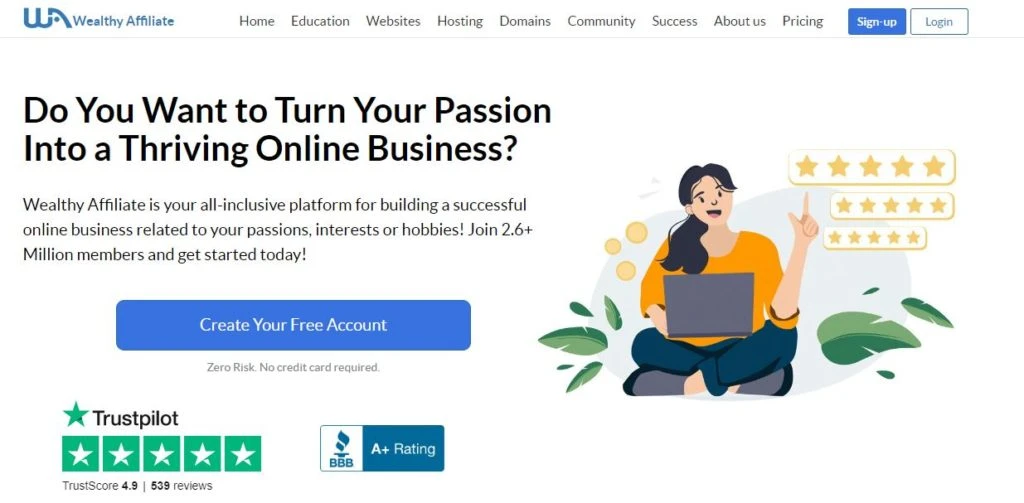 WA Wealthy Affiliate Home Education Websites Hosting Domains Community Success About us Pricing Sign-up Login
Do You Want to Turn Your Passion
Into a Thriving Online Business?
Wealthy Affiliate is your all-inclusive platform for building a successful
online business related to your passions, interests or hobbies! Join 2.6+
Million members and get started today!
Create Your Free Account
Zero Risk. No credit card required.
Trustpilot
TrustScore 4.9 | 539 reviews
BBB A+ Rating